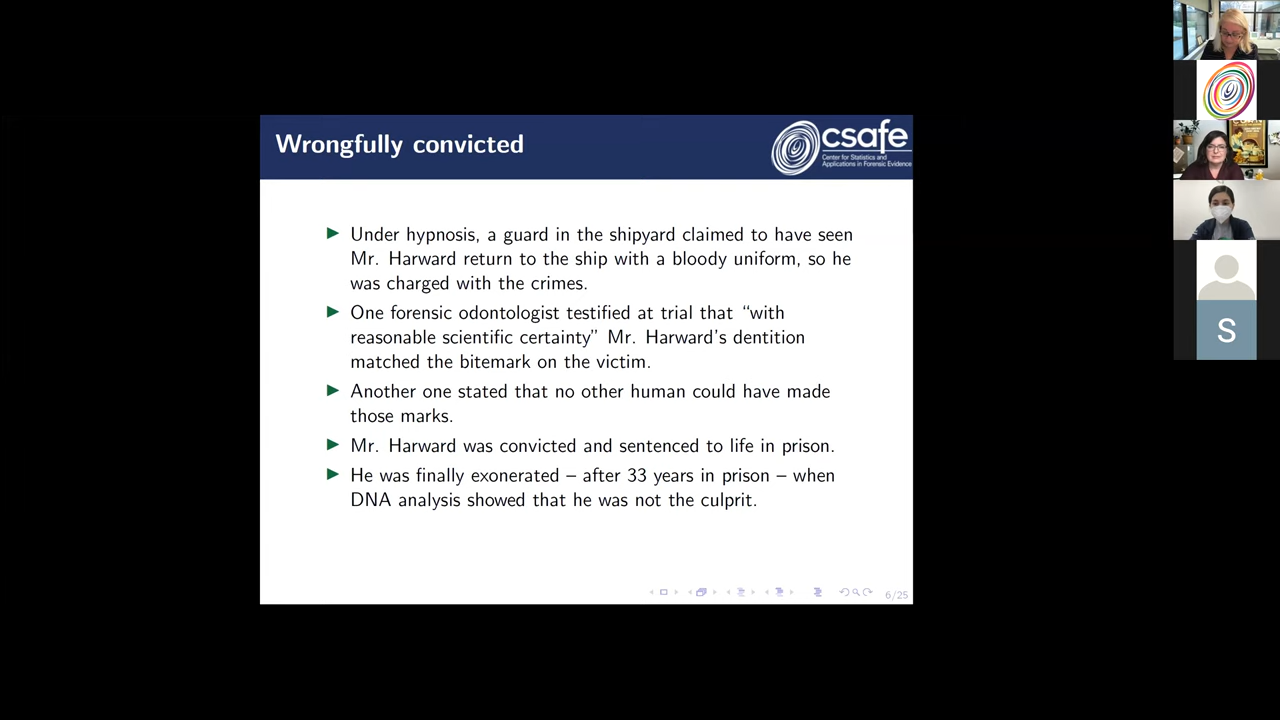 Wrongfully convicted
csafe
Center for Statistics and
Applications in Forensic Evidence
Under hypnosis, a guard in the shipyard claimed to have seen
Mr. Harward return to the ship with a bloody uniform, so he
was charged with the crimes.
One forensic odontologist testified at trial that “with
reasonable scientific certainty” Mr. Harward’s dentition
matched the bitemark on the victim.
Another one stated that no other human could have made
those marks.
Mr. Harward was convicted and sentenced to life in prison.
He was finally exonerated – after 33 years in prison – when
DNA analysis showed that he was not the culprit.
6/25
S